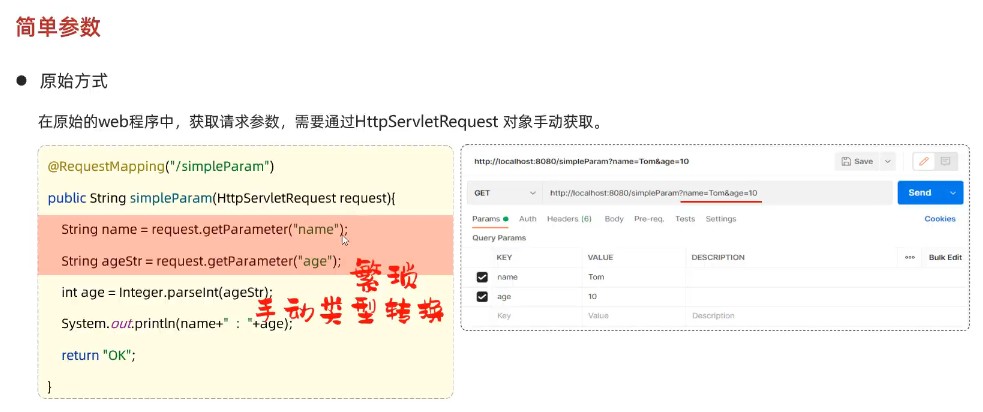 简单参数
● 原始方式
在原始的web程序中，获取请求参数，需要通过HttpServletRequest 对象手动获取。
@RequestMapping("/simpleParam")
public String simpleParam(HttpServletRequest request){
String name = request.getParameter("name");
String ageStr = request.getParameter("age");
int age = Integer.parseInt(ageStr);
System.out.println(name+" : "+age);
return "OK";
}
繁琐
手动类型转换
http://localhost:8080/simpleParam?name=Tom&age=10
Save
GET
http://localhost:8080/simpleParam?name=Tom&age=10
Send
Params Auth Headers (6) Body Pre-req. Tests Settings
Cookies
Query Params
KEY VALUE DESCRIPTION ••• Bulk Edit
name Tom
age 10
Key Value Description